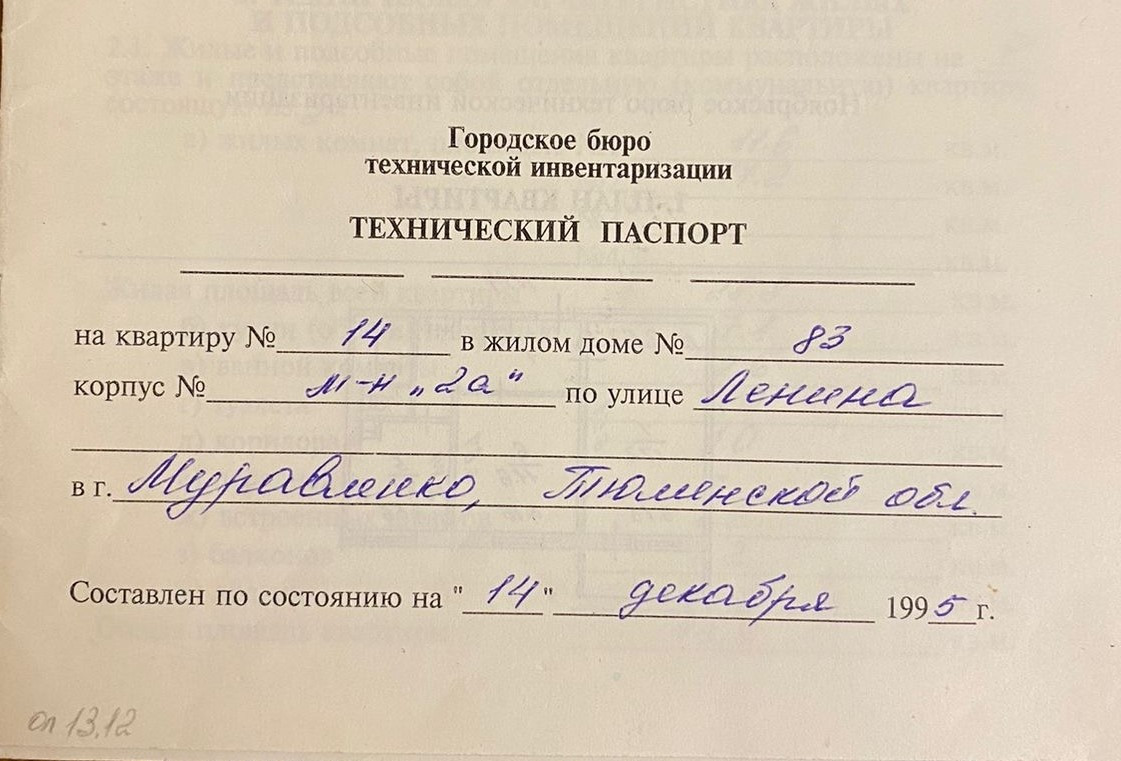 Городское бюро
технической инвентаризации
ТЕХНИЧЕСКИЙ ПАСПОРТ
на квартиру № 14 в жилом доме № 83
корпус № м-н „2а" по улице Ленина
в г. Муравленко, Тюменской обл.
Составлен по состоянию на "14" декабря 1995 г.
оп 13.12